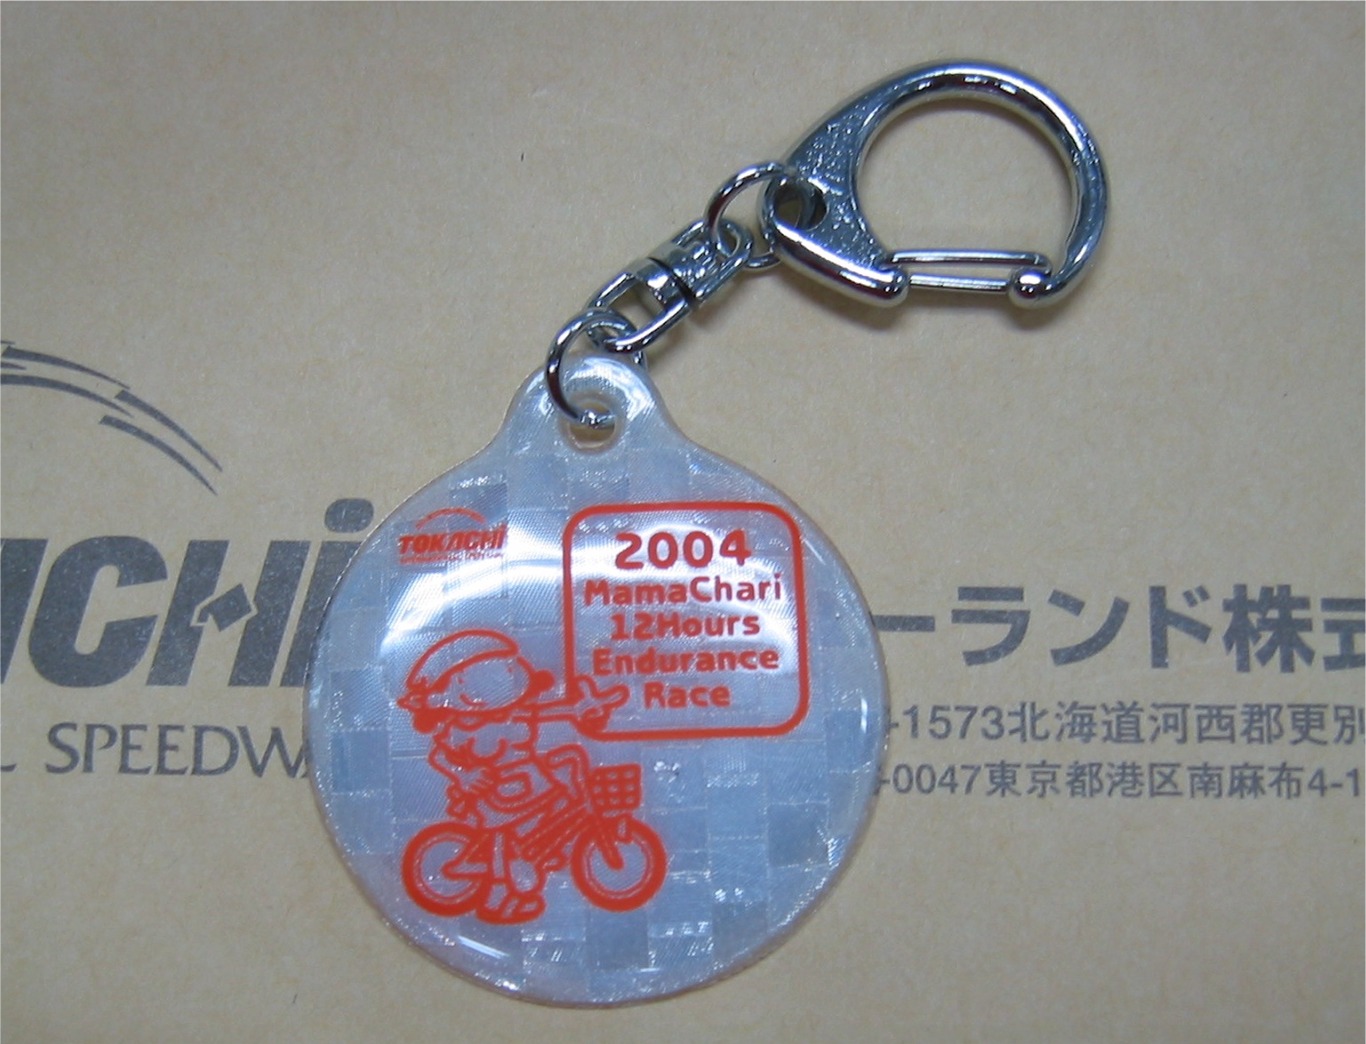 TOKACHI
2004
MamaChari
12Hours
Endurance
Race
ACHI
SPEEDW
ーランド株式
-1573北海道河西郡更別
-0047東京都港区南麻布4-1